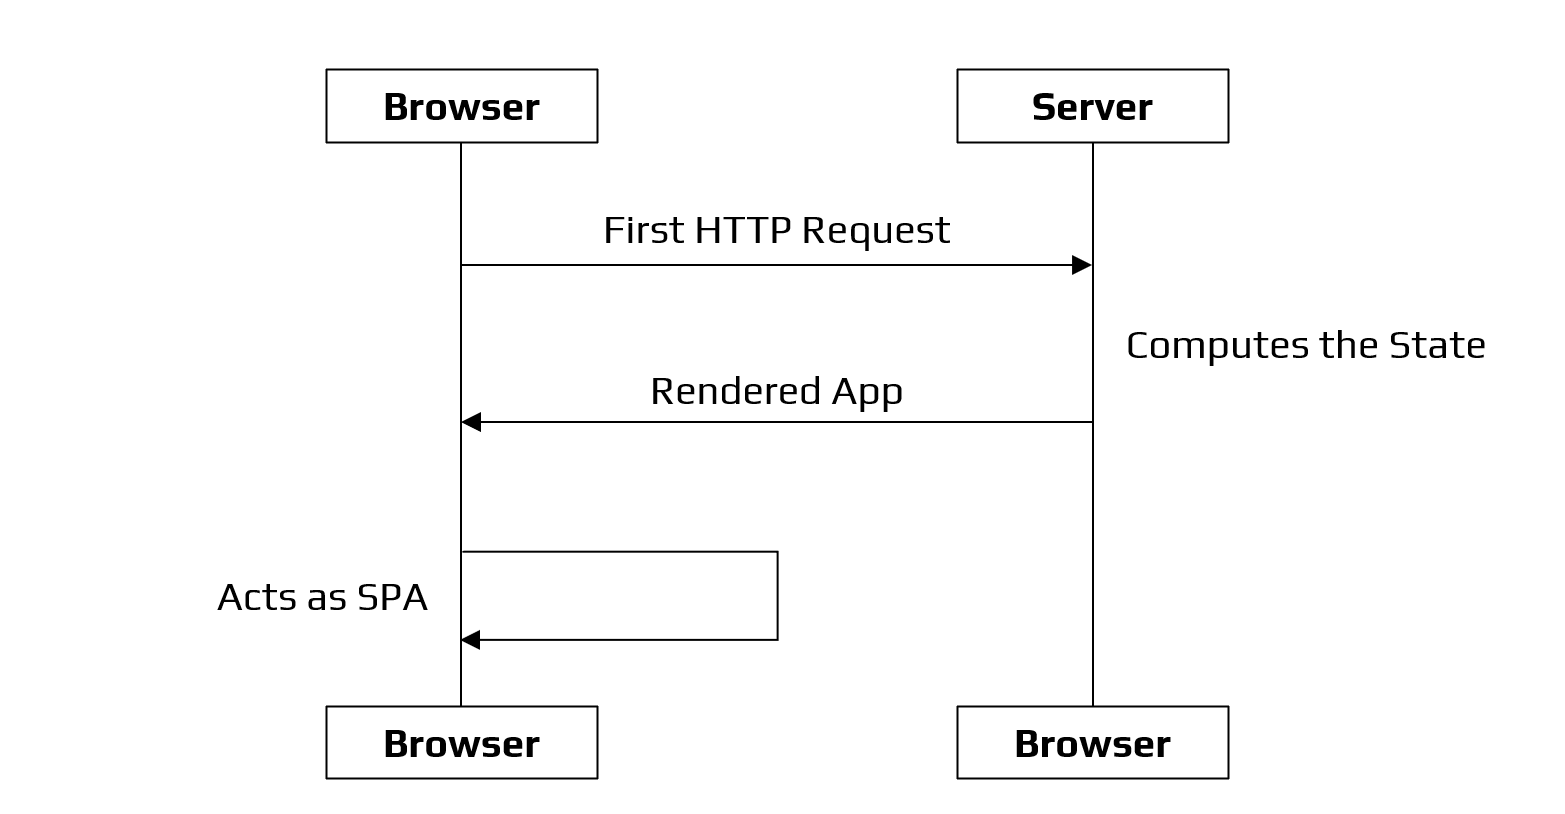 Browser
Server
First HTTP Request
Computes the State
Rendered App
Acts as SPA
Browser
Browser